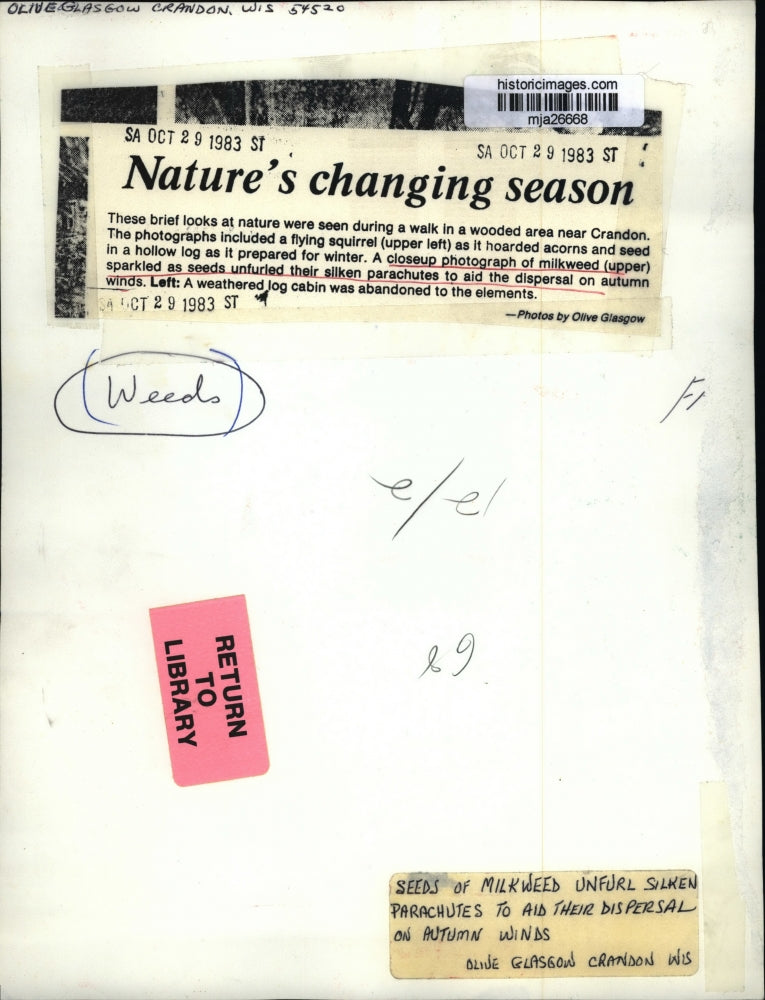 OLIVE GLASGOW CRANDON, WIS 54520
historicimages.com
mja26668
SA OCT 29 1983 ST
SA OCT 29 1983 ST
Nature's changing season
These brief looks at nature were seen during a walk in a wooded area near Crandon.
The photographs included a flying squirrel (upper left) as it hoarded acorns and seed
in a hollow log as it prepared for winter. A closeup photograph of milkweed (upper)
sparkled as seeds unfurled their silken parachutes to aid the dispersal on autumn
winds. Left: A weathered log cabin was abandoned to the elements.
SA OCT 29 1983 ST
—Photos by Olive Glasgow
Weeds
e/el
89
RETURN
TO
LIBRARY
SEEDS OF MILKWEED UNFURL SILKEN
PARACHUTES TO AID THEIR DISPERSAL
ON AUTUMN WINDS
OLIVE GLASGOW CRANDON WIS